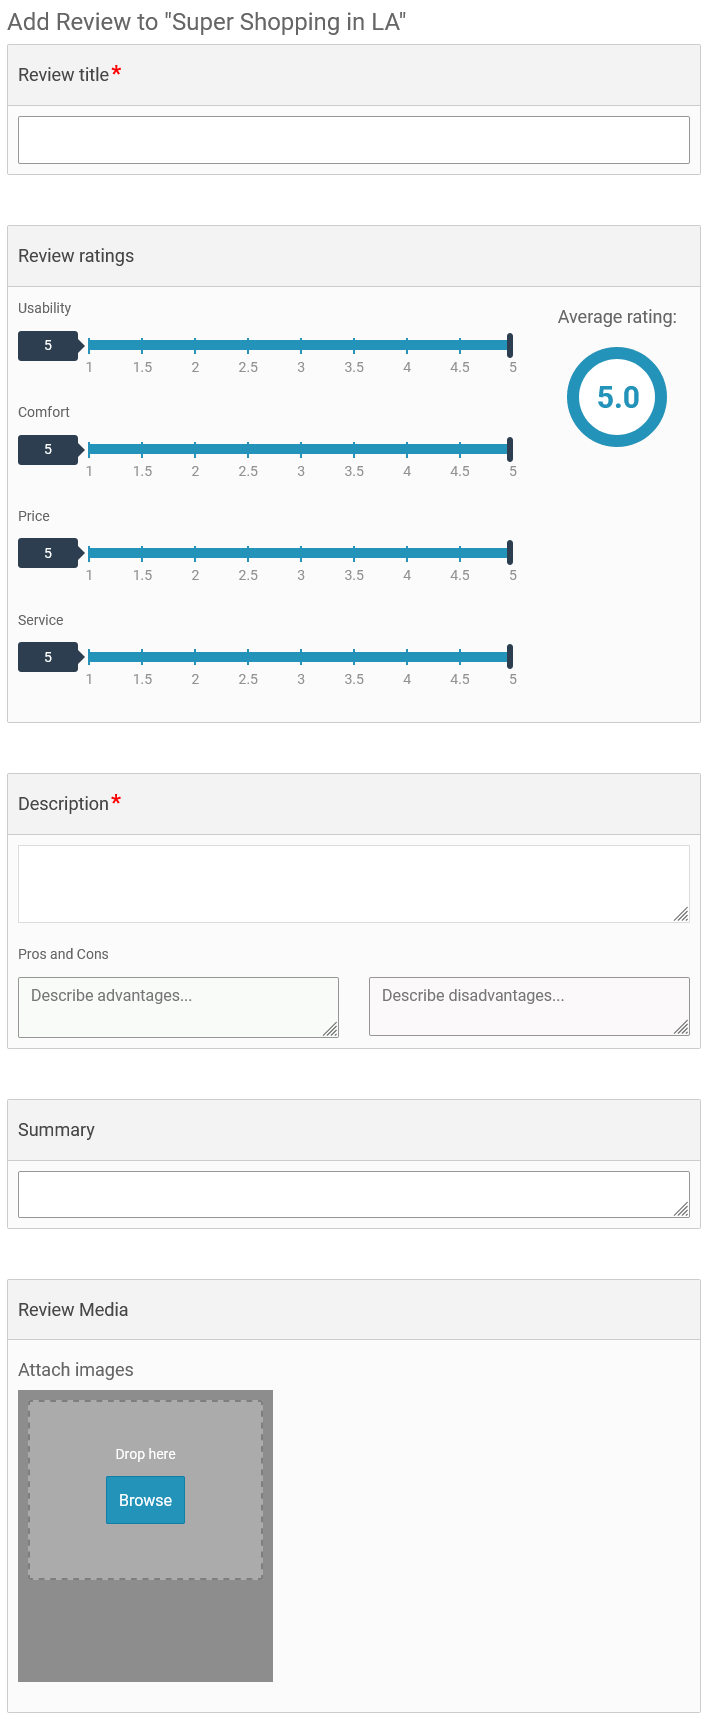 Add Review to "Super Shopping in LA"
Review title*
Review ratings
Usability
Average rating:
5
1 1.5 2 2.5 3 3.5 4 4.5 5
5.0
Comfort
5
1 1.5 2 2.5 3 3.5 4 4.5 5
Price
5
1 1.5 2 2.5 3 3.5 4 4.5 5
Service
5
1 1.5 2 2.5 3 3.5 4 4.5 5
Description*
Pros and Cons
Describe advantages... Describe disadvantages...
Summary
Review Media
Attach images
Drop here
Browse